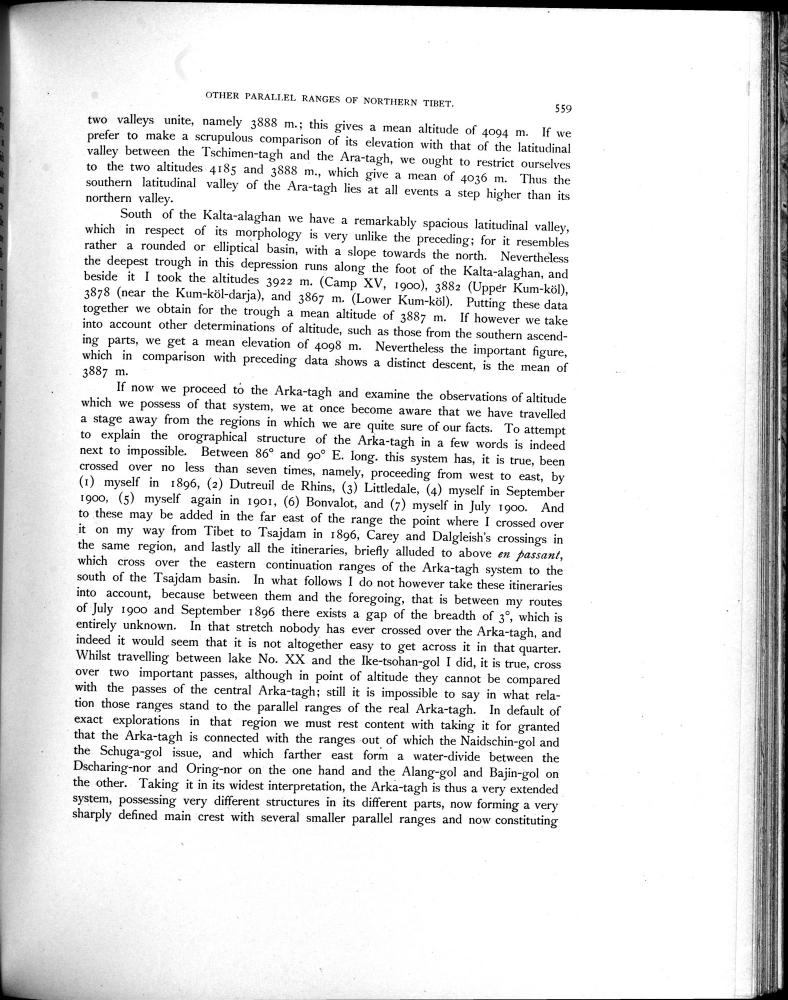 OTHER PARALLEL RANGES OF NORTHERN TIBET.
559
two valleys unite, namely 3888 m.; this gives a mean altitude of 4094 m. If we
prefer to make a scrupulous comparison of its elevation with that of the latitudinal
valley between the Tschimen-tagh and the Ara-tagh, we ought to restrict ourselves
to the two altitudes 4185 and 3888 m., which give a mean of 4036 m. Thus the
southern latitudinal valley of the Ara-tagh lies at all events a step higher than its
northern valley.
South of the Kalta-alaghan we have a remarkably spacious latitudinal valley,
which in respect of its morphology is very unlike the preceding; for it resembles
rather a rounded or elliptical basin, with a slope towards the north. Nevertheless
the deepest trough in this depression runs along the foot of the Kalta-alaghan, and
beside it I took the altitudes 3922 m. (Camp XV, 1900), 3882 (Upper Kum-köl),
3878 (near the Kum-köl-darja), and 3867 m. (Lower Kum-köl). Putting these data
together we obtain for the trough a mean altitude of 3887 m. If however we take
into account other determinations of altitude, such as those from the southern ascend-
ing parts, we get a mean elevation of 4098 m. Nevertheless the important figure,
which in comparison with preceding data shows a distinct descent, is the mean of
3887 m.
If now we proceed to the Arka-tagh and examine the observations of altitude
which we possess of that system, we at once become aware that we have travelled
a stage away from the regions in which we are quite sure of our facts. To attempt
to explain the orographical structure of the Arka-tagh in a few words is indeed
next to impossible. Between 86° and 90° E. long. this system has, it is true, been
crossed over no less than seven times, namely, proceeding from west to east, by
(1) myself in 1896, (2) Dutreuil de Rhins, (3) Littledale, (4) myself in September
1900, (5) myself again in 1901, (6) Bonvalot, and (7) myself in July 1900. And
to these may be added in the far east of the range the point where I crossed over
it on my way from Tibet to Tsajdam in 1896, Carey and Dalgleish's crossings in
the same region, and lastly all the itineraries, briefly alluded to above en passant,
which cross over the eastern continuation ranges of the Arka-tagh system to the
south of the Tsajdam basin. In what follows I do not however take these itineraries
into account, because between them and the foregoing, that is between my routes
of July 1900 and September 1896 there exists a gap of the breadth of 3°, which is
entirely unknown. In that stretch nobody has ever crossed over the Arka-tagh, and
indeed it would seem that it is not altogether easy to get across it in that quarter.
Whilst travelling between lake No. XX and the Ike-tsohan-gol I did, it is true, cross
over two important passes, although in point of altitude they cannot be compared
with the passes of the central Arka-tagh; still it is impossible to say in what rela-
tion those ranges stand to the parallel ranges of the real Arka-tagh. In default of
exact explorations in that region we must rest content with taking it for granted
that the Arka-tagh is connected with the ranges out of which the Naidschin-gol and
the Schuga-gol issue, and which farther east form a water-divide between the
Dscharing-nor and Oring-nor on the one hand and the Alang-gol and Bajin-gol on
the other. Taking it in its widest interpretation, the Arka-tagh is thus a very extended
system, possessing very different structures in its different parts, now forming a very
sharply defined main crest with several smaller parallel ranges and now constituting